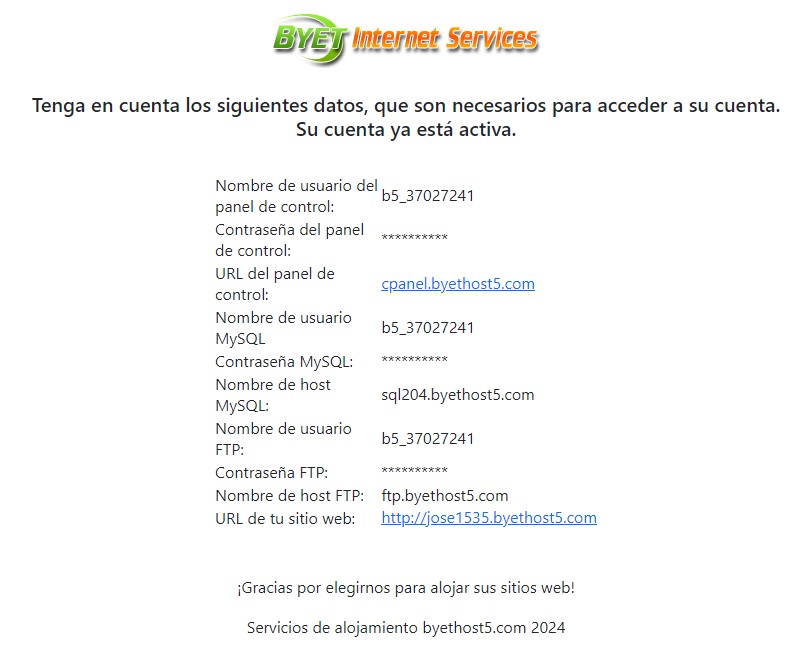 BYET Internet Services
Tenga en cuenta los siguientes datos, que son necesarios para acceder a su cuenta.
Su cuenta ya está activa.
Nombre de usuario del
panel de control:
b5_37027241
Contraseña del panel
de control:
**********
URL del panel de
control:
cpanel.byethost5.com
Nombre de usuario
MySQL
b5_37027241
Contraseña MySQL:
**********
Nombre de host
MySQL:
sql204.byethost5.com
Nombre de usuario
FTP:
b5_37027241
Contraseña FTP:
**********
Nombre de host FTP:
ftp.byethost5.com
URL de tu sitio web:
http://jose1535.byethost5.com
¡Gracias por elegirnos para alojar sus sitios web!
Servicios de alojamiento byethost5.com 2024